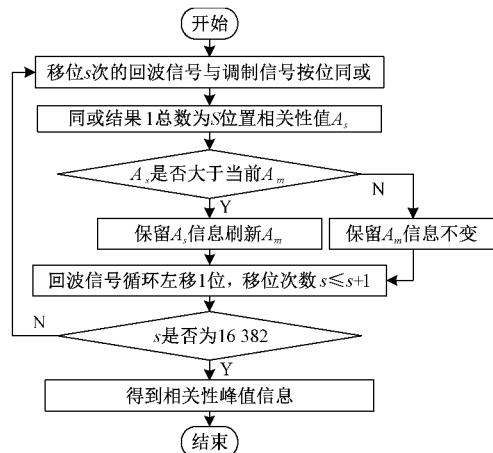 开始
移位s次的回波信号与调制信号按位同或
同或结果1总数为S位置相关性值As
As是否大于当前Am
N
Y
保留As信息刷新Am
保留Am信息不变
回波信号循环左移1位，移位次数s≤s+1
N
s是否为16 382
Y
得到相关性峰值信息
结束